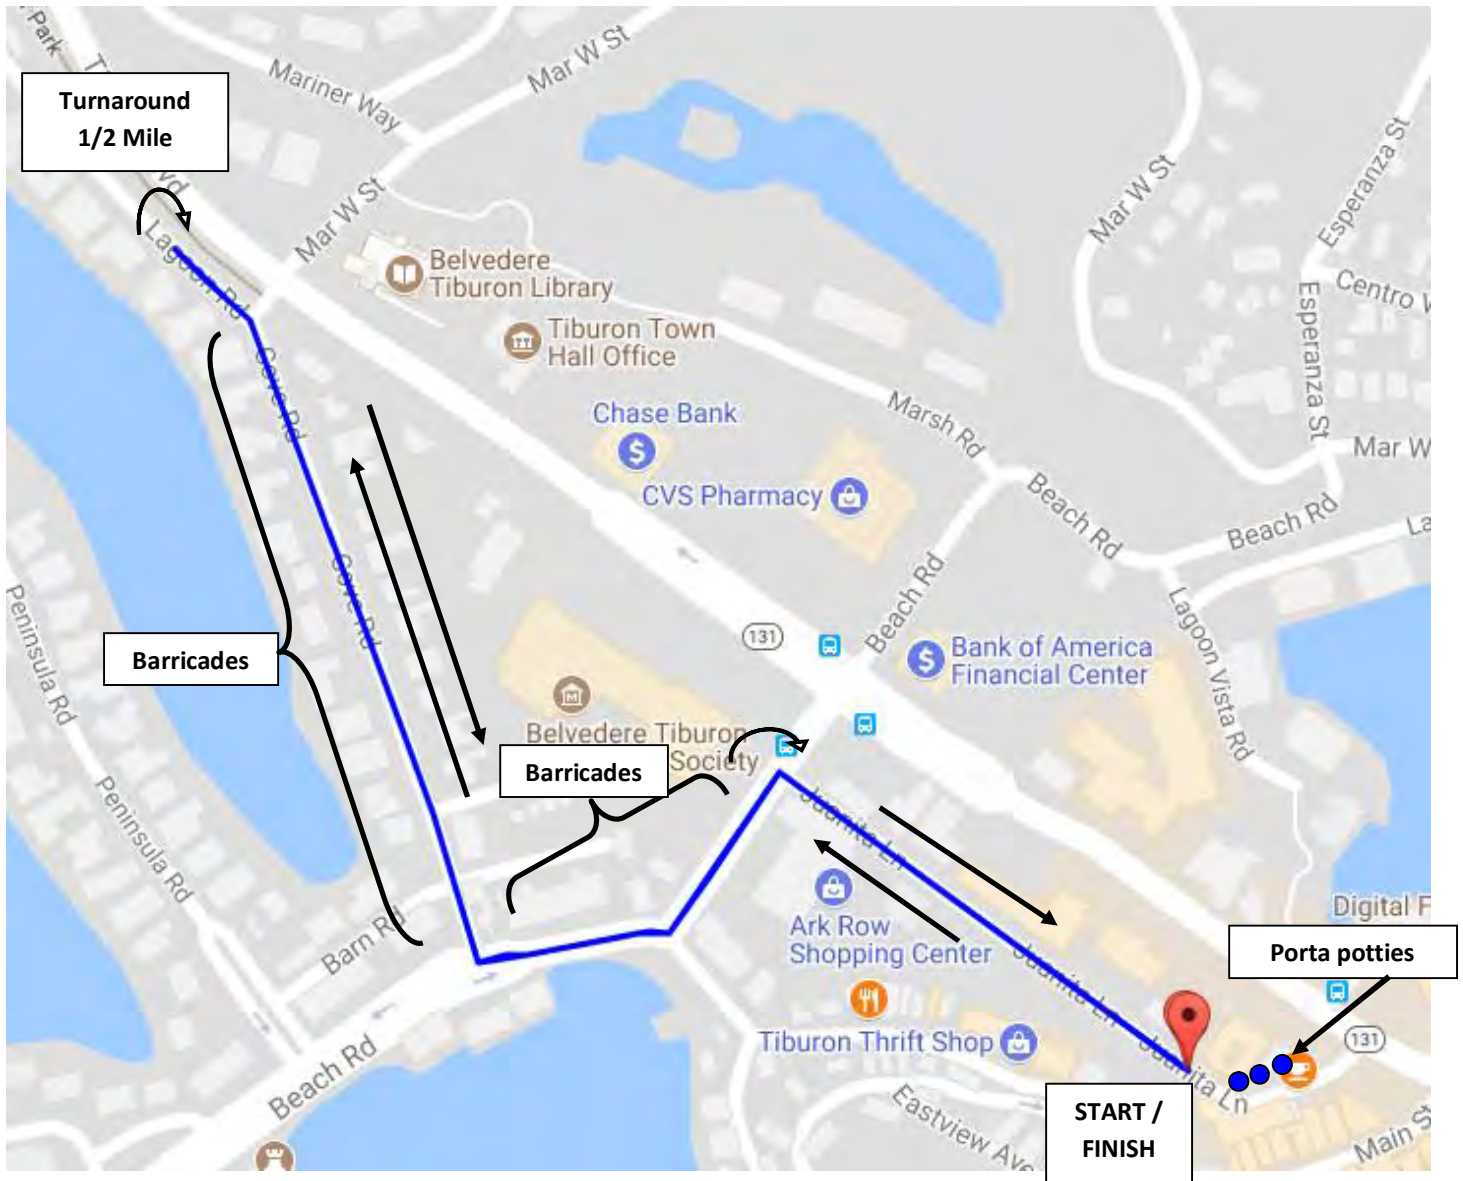 Park
Turnaround
1/2 Mile
Mariner Way
Mar W St
Mar W St
Lagoon Rd
Belvedere
Tiburon Library
Tiburon Town
Hall Office
Mar W St
Esperanza St
Centro
Esperanza St
Mar W
Cove Rd
Chase Bank
CVS Pharmacy
Marsh Rd
Beach Rd
Beach Rd
Cove Rd
Beach Rd
Lagoon Vista Rd
Peninsula Rd
Barricades
131
Bank of America
Financial Center
Belvedere Tiburon
Society
Barricades
Peninsula Rd
Juanita Ln
Ark Row
Shopping Center
Digital F
Barn Rd
Porta potties
Juanita Ln
Tiburon Thrift Shop
131
Beach Rd
Juanita Ln
Eastview Ave
START /
FINISH
Main S